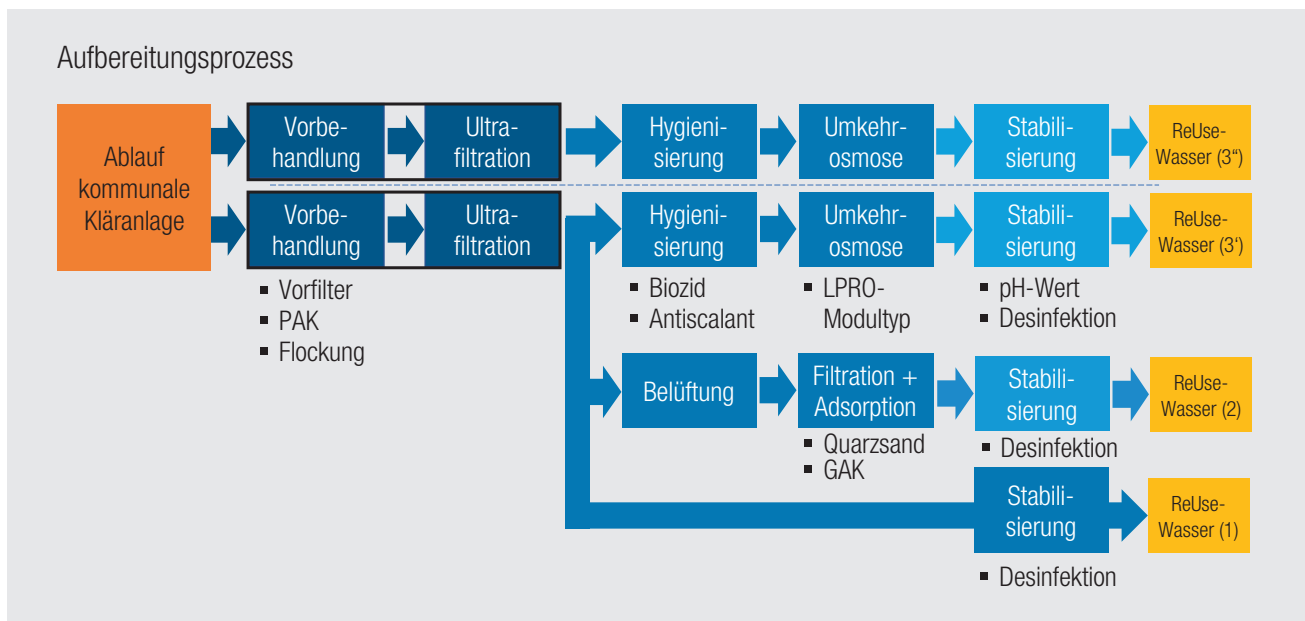 Aufbereitungsprozess
Ablauf
kommunale
Kläranlage
Vorbe-
handlung
Ultra-
filtration
Hygieni-
sierung
Umkehr-
osmose
Stabili-
sierung
ReUse-
Wasser (3“)
Vorbe-
handlung
Ultra-
filtration
Hygieni-
sierung
Umkehr-
osmose
Stabili-
sierung
ReUse-
Wasser (3‘)
▪ Vorfilter
▪ PAK
▪ Flockung
▪ Biozid
▪ Antiscalant
▪ LPRO-
Modultyp
▪ pH-Wert
▪ Desinfektion
Belüftung
Filtration +
Adsorption
Stabili-
sierung
ReUse-
Wasser (2)
▪ Quarzsand
▪ GAK
▪ Desinfektion
Stabili-
sierung
ReUse-
Wasser (1)
▪ Desinfektion